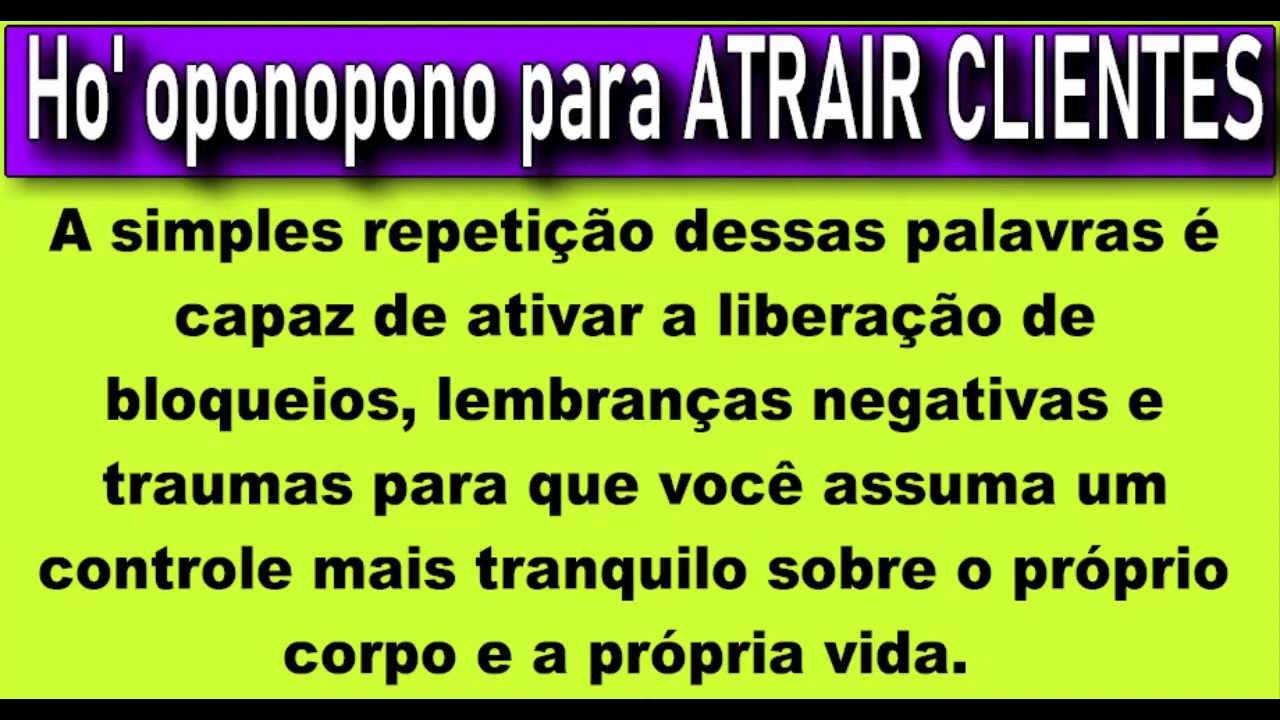 Ho' oponopono para ATRAIR CLIENTES
A simples repetição dessas palavras é
capaz de ativar a liberação de
bloqueios, lembranças negativas e
traumas para que você assuma um
controle mais tranquilo sobre o próprio
corpo e a própria vida.